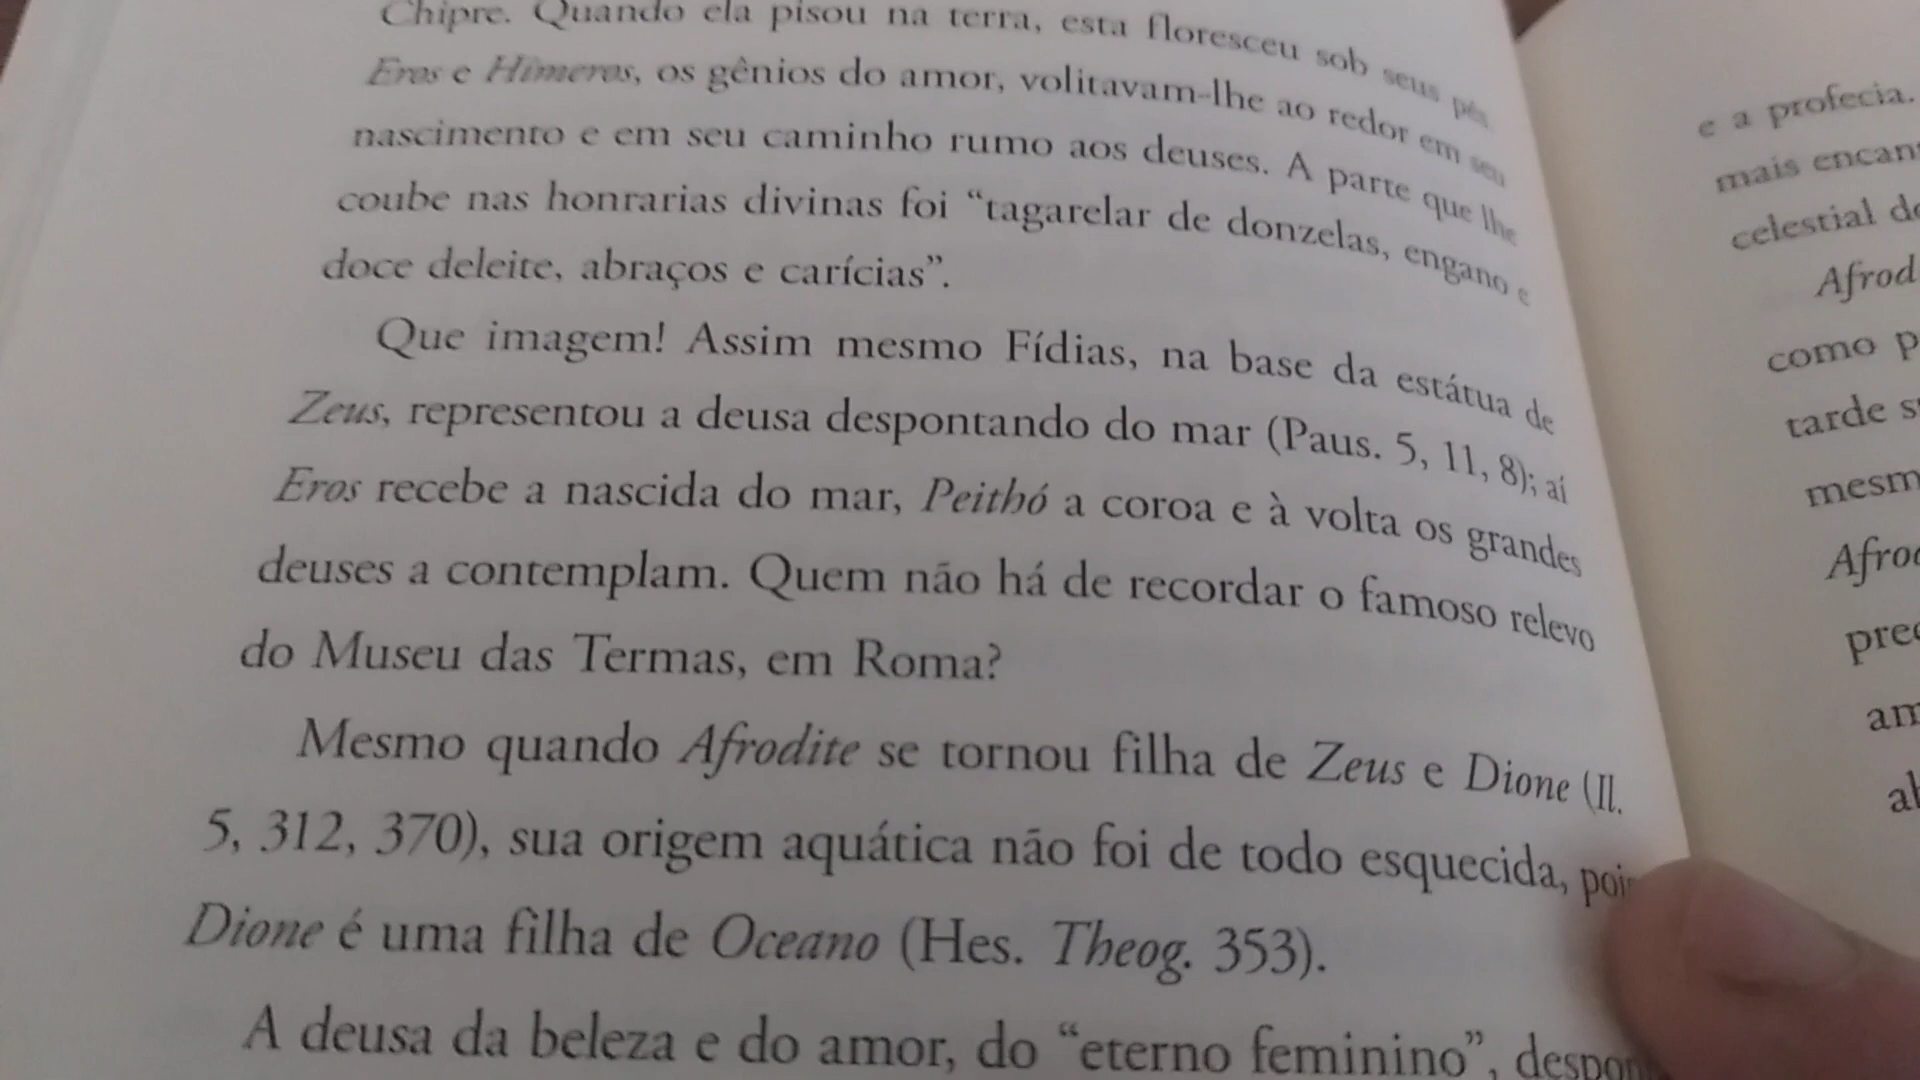 Chipre. Quando ela pisou na terra, esta floresceu sob seus pés.
Eros e Hímeros, os gênios do amor, volitavam-lhe ao redor em seu
nascimento e em seu caminho rumo aos deuses. A parte que lhe
coube nas honrarias divinas foi “tagarelar de donzelas, engano e
doce deleite, abraços e carícias”.
Que imagem! Assim mesmo Fídias, na base da estátua de
Zeus, representou a deusa despontando do mar (Paus. 5, 11, 8); aí
Eros recebe a nascida do mar, Peithó a coroa e à volta os grandes
deuses a contemplam. Quem não há de recordar o famoso relevo
do Museu das Termas, em Roma?
Mesmo quando Afrodite se tornou filha de Zeus e Dione (Il.
5, 312, 370), sua origem aquática não foi de todo esquecida, pois
Dione é uma filha de Oceano (Hes. Theog. 353).
A deusa da beleza e do amor, do “eterno feminino”, despon
e a profecia.
mais encan
celestial do
Afrod
como p
tarde s
mesm
Afrod
prec
am
al